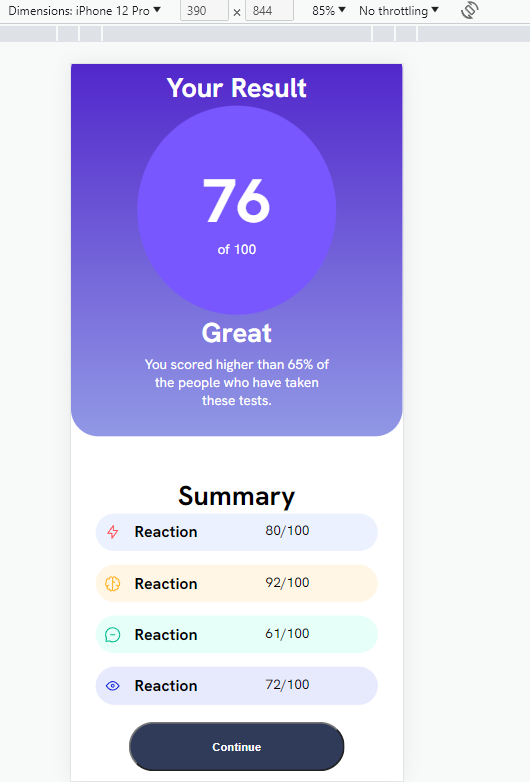 Dimensions: iPhone 12 Pro ▼ 390 × 844 85% ▼ No throttling ▼
Your Result
76
of 100
Great
You scored higher than 65% of
the people who have taken
these tests.
Summary
Reaction 80/100
Reaction 92/100
Reaction 61/100
Reaction 72/100
Continue